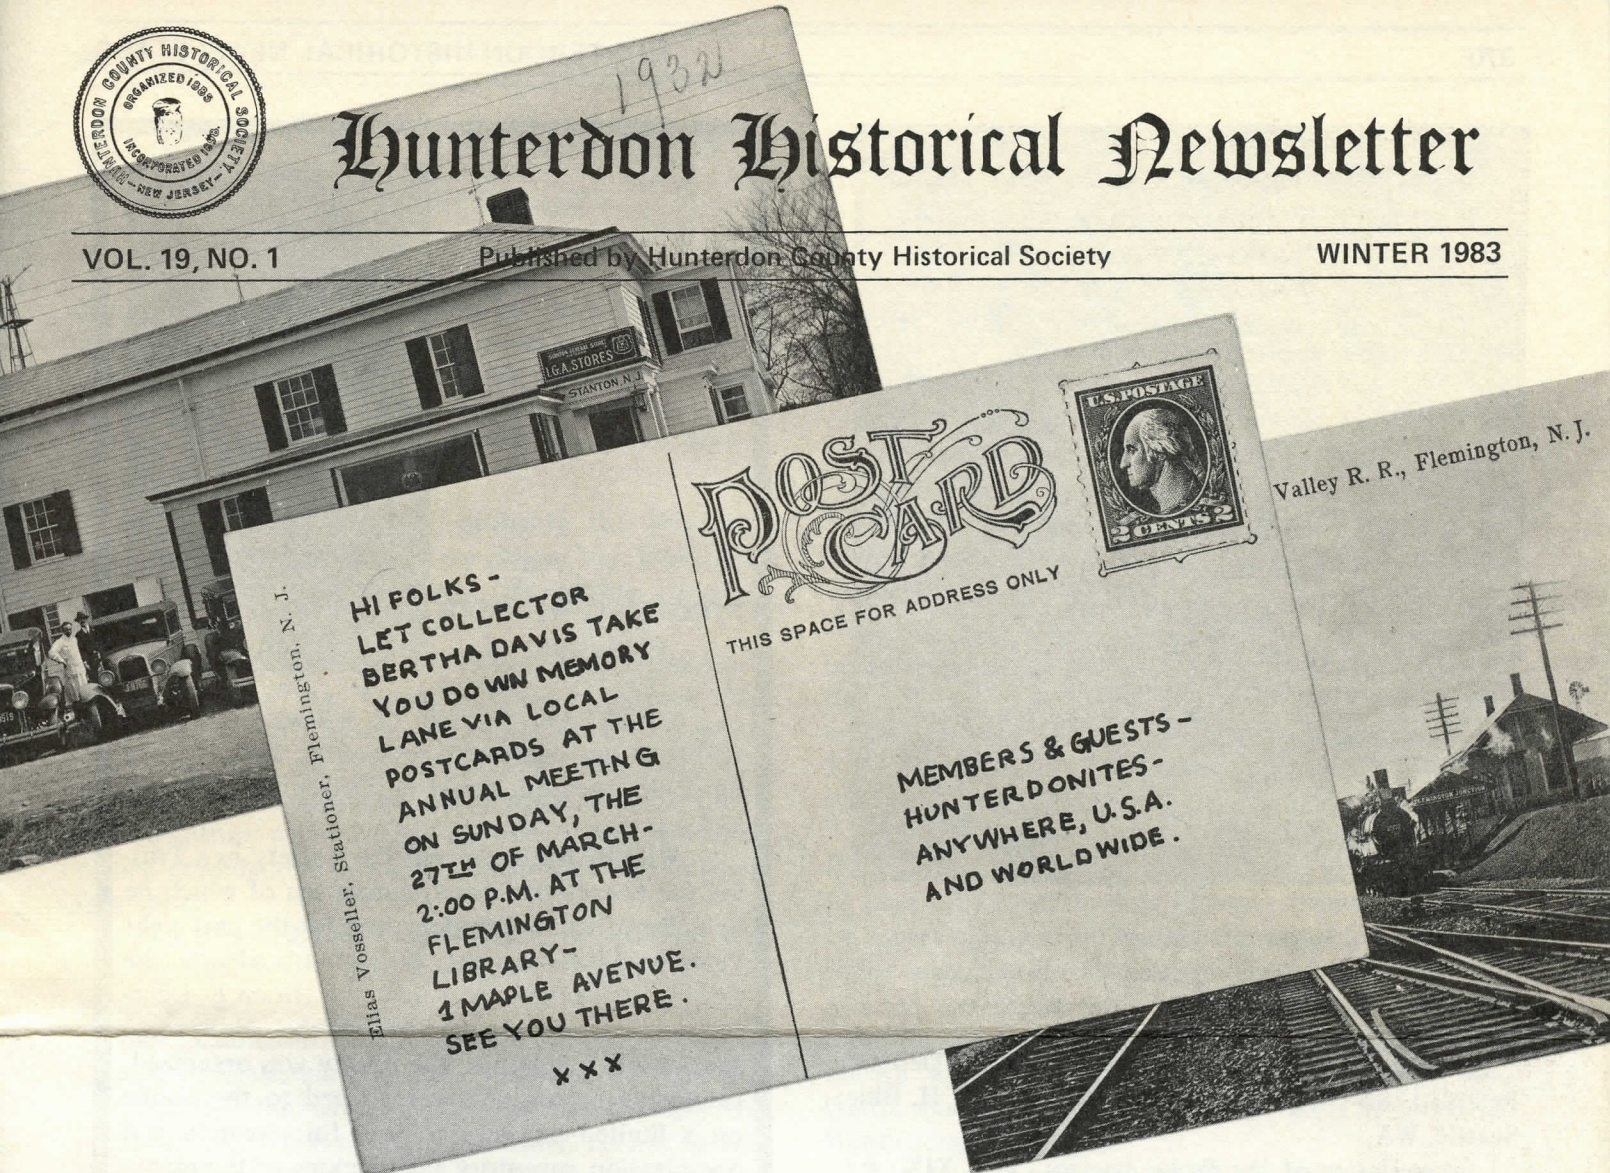 HUNTERDON COUNTY HISTORICAL SOCIETY
ORGANIZED 1885
INCORPORATED 1890
NEW JERSEY
1932
Hunterdon Historical Newsletter
VOL. 19, NO. 1 Published by Hunterdon County Historical Society WINTER 1983
I.G.A. STORES
STANTON N.J.
POST CARD
U.S. POSTAGE
2 CENTS 2
THIS SPACE FOR ADDRESS ONLY
Elias Vosseller, Stationer, Flemington, N. J.
HI FOLKS -
LET COLLECTOR
BERTHA DAVIS TAKE
YOU DOWN MEMORY
LANE VIA LOCAL
POSTCARDS AT THE
ANNUAL MEETING
ON SUNDAY, THE
27TH OF MARCH-
2:00 P.M. AT THE
FLEMINGTON
LIBRARY-
1 MAPLE AVENUE.
SEE YOU THERE.
x x x
MEMBERS & GUESTS -
HUNTERDONITES -
ANYWHERE, U.S.A.
AND WORLDWIDE.
Valley R. R., Flemington, N. J.
FLEMINGTON JUNCTION